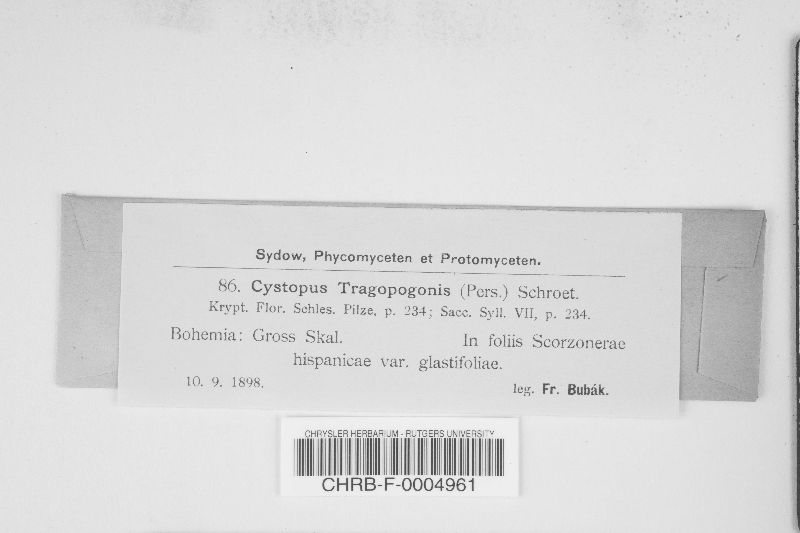 Sydow, Phycomyceten et Protomyceten.
86. Cystopus Tragopogonis (Pers.) Schroet.
Krypt. Flor. Schles. Pilze, p. 234; Sacc. Syll. VII, p. 234.
Bohemia: Gross Skal. In foliis Scorzonerae
hispanicae var. glastifoliae.
10. 9. 1898. leg. Fr. Bubák.
CHRYSLER HERBARIUM - RUTGERS UNIVERSITY
CHRB-F-0004961